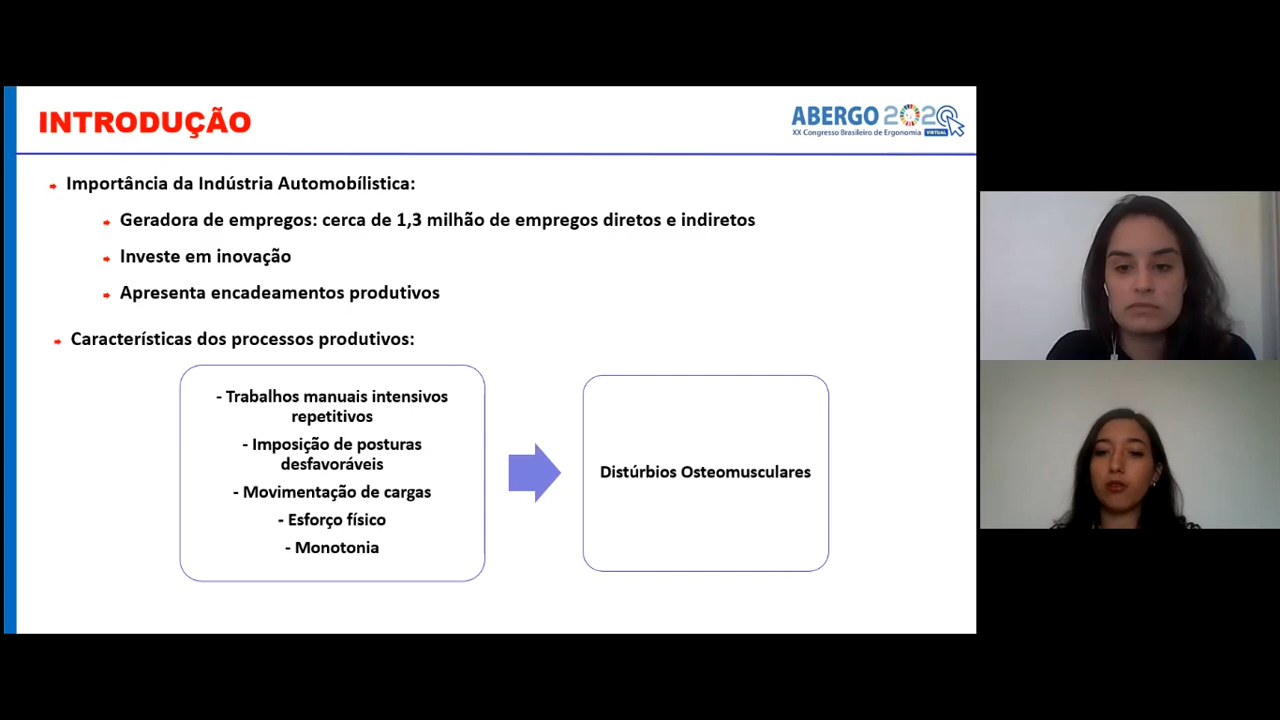 INTRODUÇÃO
ABERGO 2020
XX Congresso Brasileiro de Ergonomia VIRTUAL
Importância da Indústria Automobílistica:
Geradora de empregos: cerca de 1,3 milhão de empregos diretos e indiretos
Investe em inovação
Apresenta encadeamentos produtivos
Características dos processos produtivos:
- Trabalhos manuais intensivos
repetitivos
- Imposição de posturas
desfavoráveis
- Movimentação de cargas
- Esforço físico
- Monotonia
Distúrbios Osteomusculares